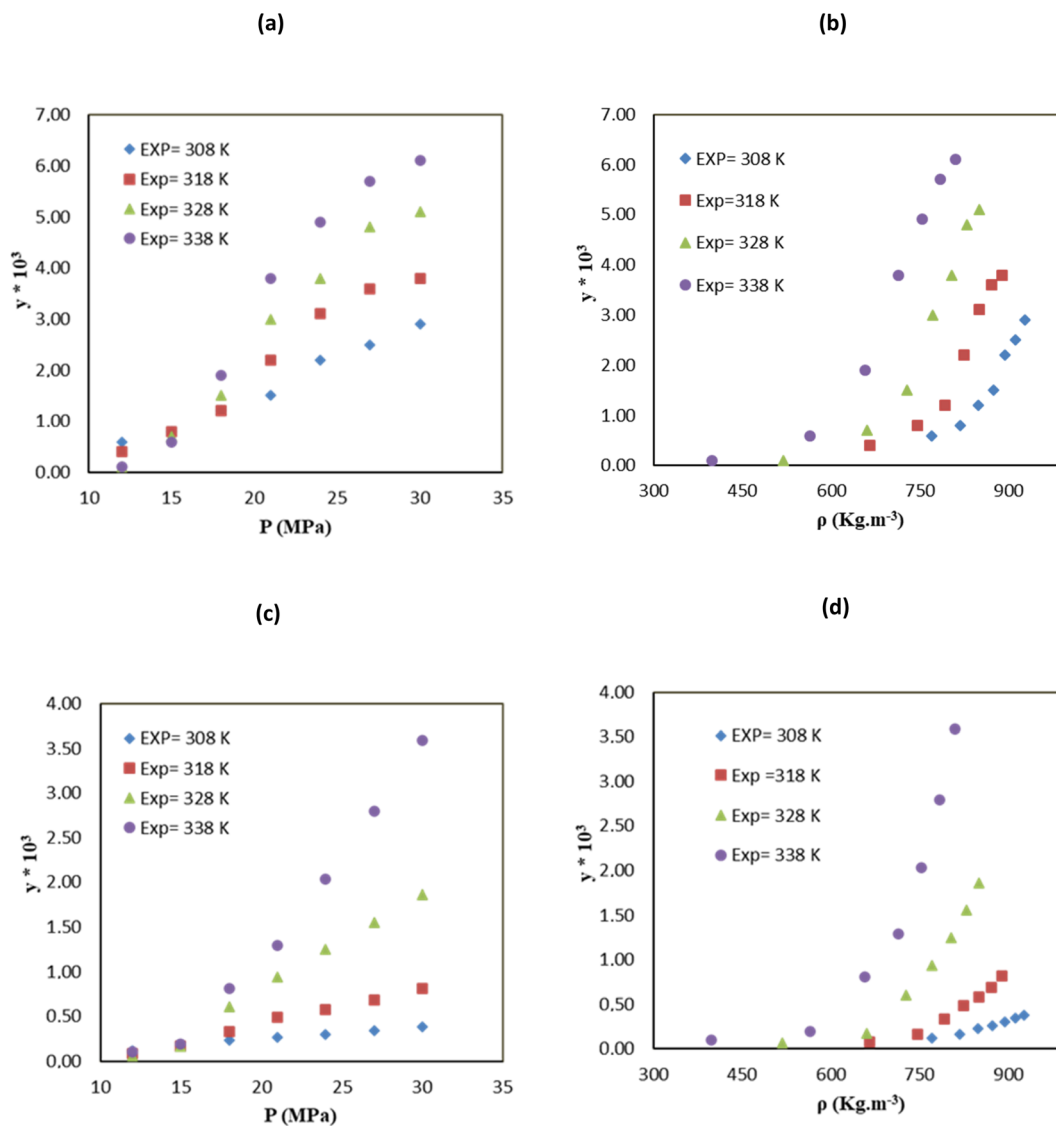 (a)
7,00
6.00
5.00
4.00
3.00
2.00
1.00
0.00
y * 10³
EXP= 308 K
Exp= 318 K
Exp= 328 K
Exp= 338 K
10 15 20 25 30 35
P (MPa)
(b)
7.00
6.00
5.00
4.00
3.00
2.00
1.00
0.00
y * 10³
EXP= 308 K
Exp=318 K
Exp= 328 K
Exp= 338 K
300 450 600 750 900
ρ (Kg.m⁻³)
(c)
4.00
3.50
3.00
2.50
2.00
1.50
1.00
0.50
0.00
y * 10³
EXP= 308 K
Exp= 318 K
Exp= 328 K
Exp= 338 K
10 15 20 25 30 35
P (MPa)
(d)
4.00
3.50
3.00
2.50
2.00
1.50
1.00
0.50
0.00
y * 10³
EXP= 308 K
Exp =318 K
Exp= 328 K
Exp= 338 K
300 450 600 750 900
ρ (Kg.m⁻³)